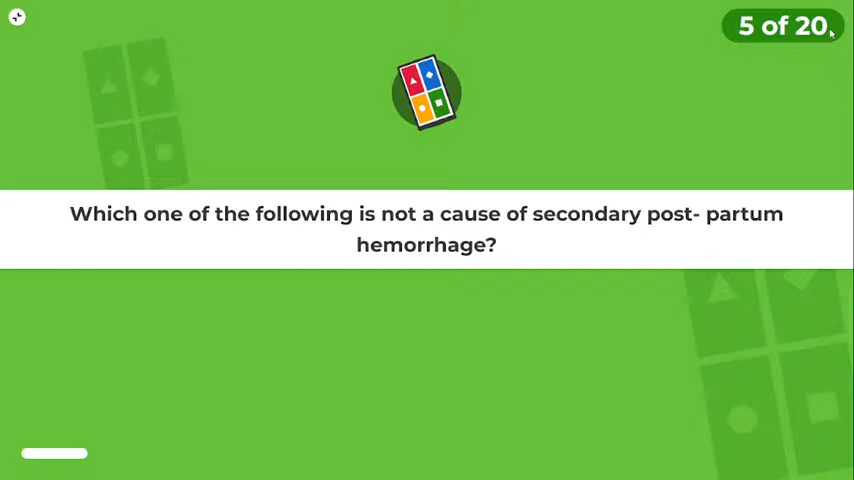 5 of 20
Which one of the following is not a cause of secondary post- partum
hemorrhage?